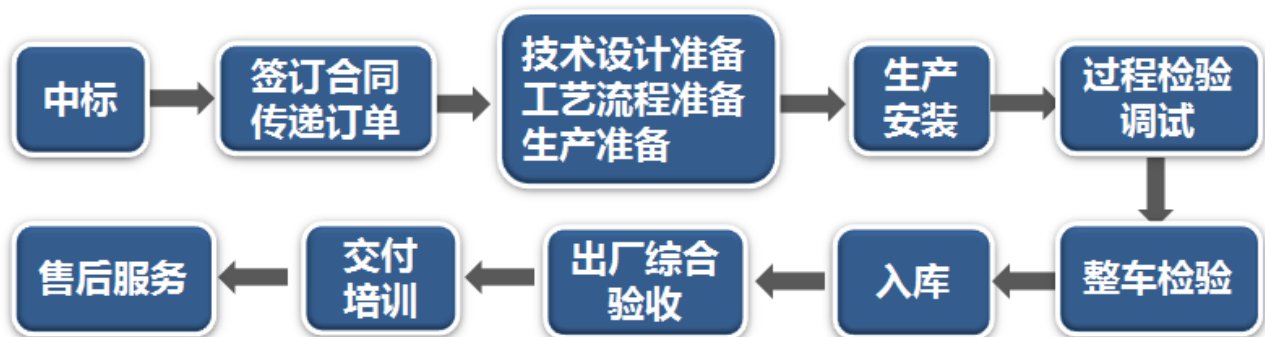 中标
签订合同
传递订单
技术设计准备
工艺流程准备
生产准备
生产
安装
过程检验
调试
整车检验
入库
出厂综合
验收
交付
培训
售后服务